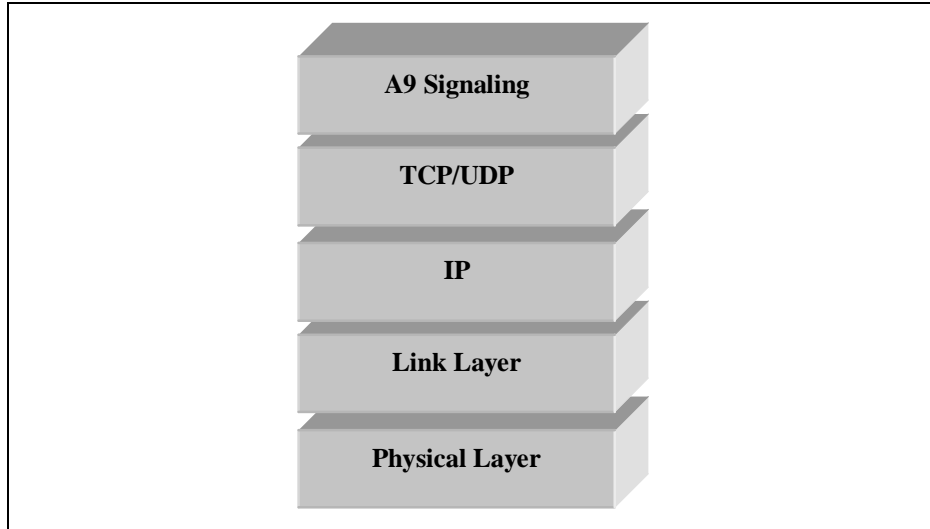 A9 Signaling
TCP/UDP
IP
Link Layer
Physical Layer